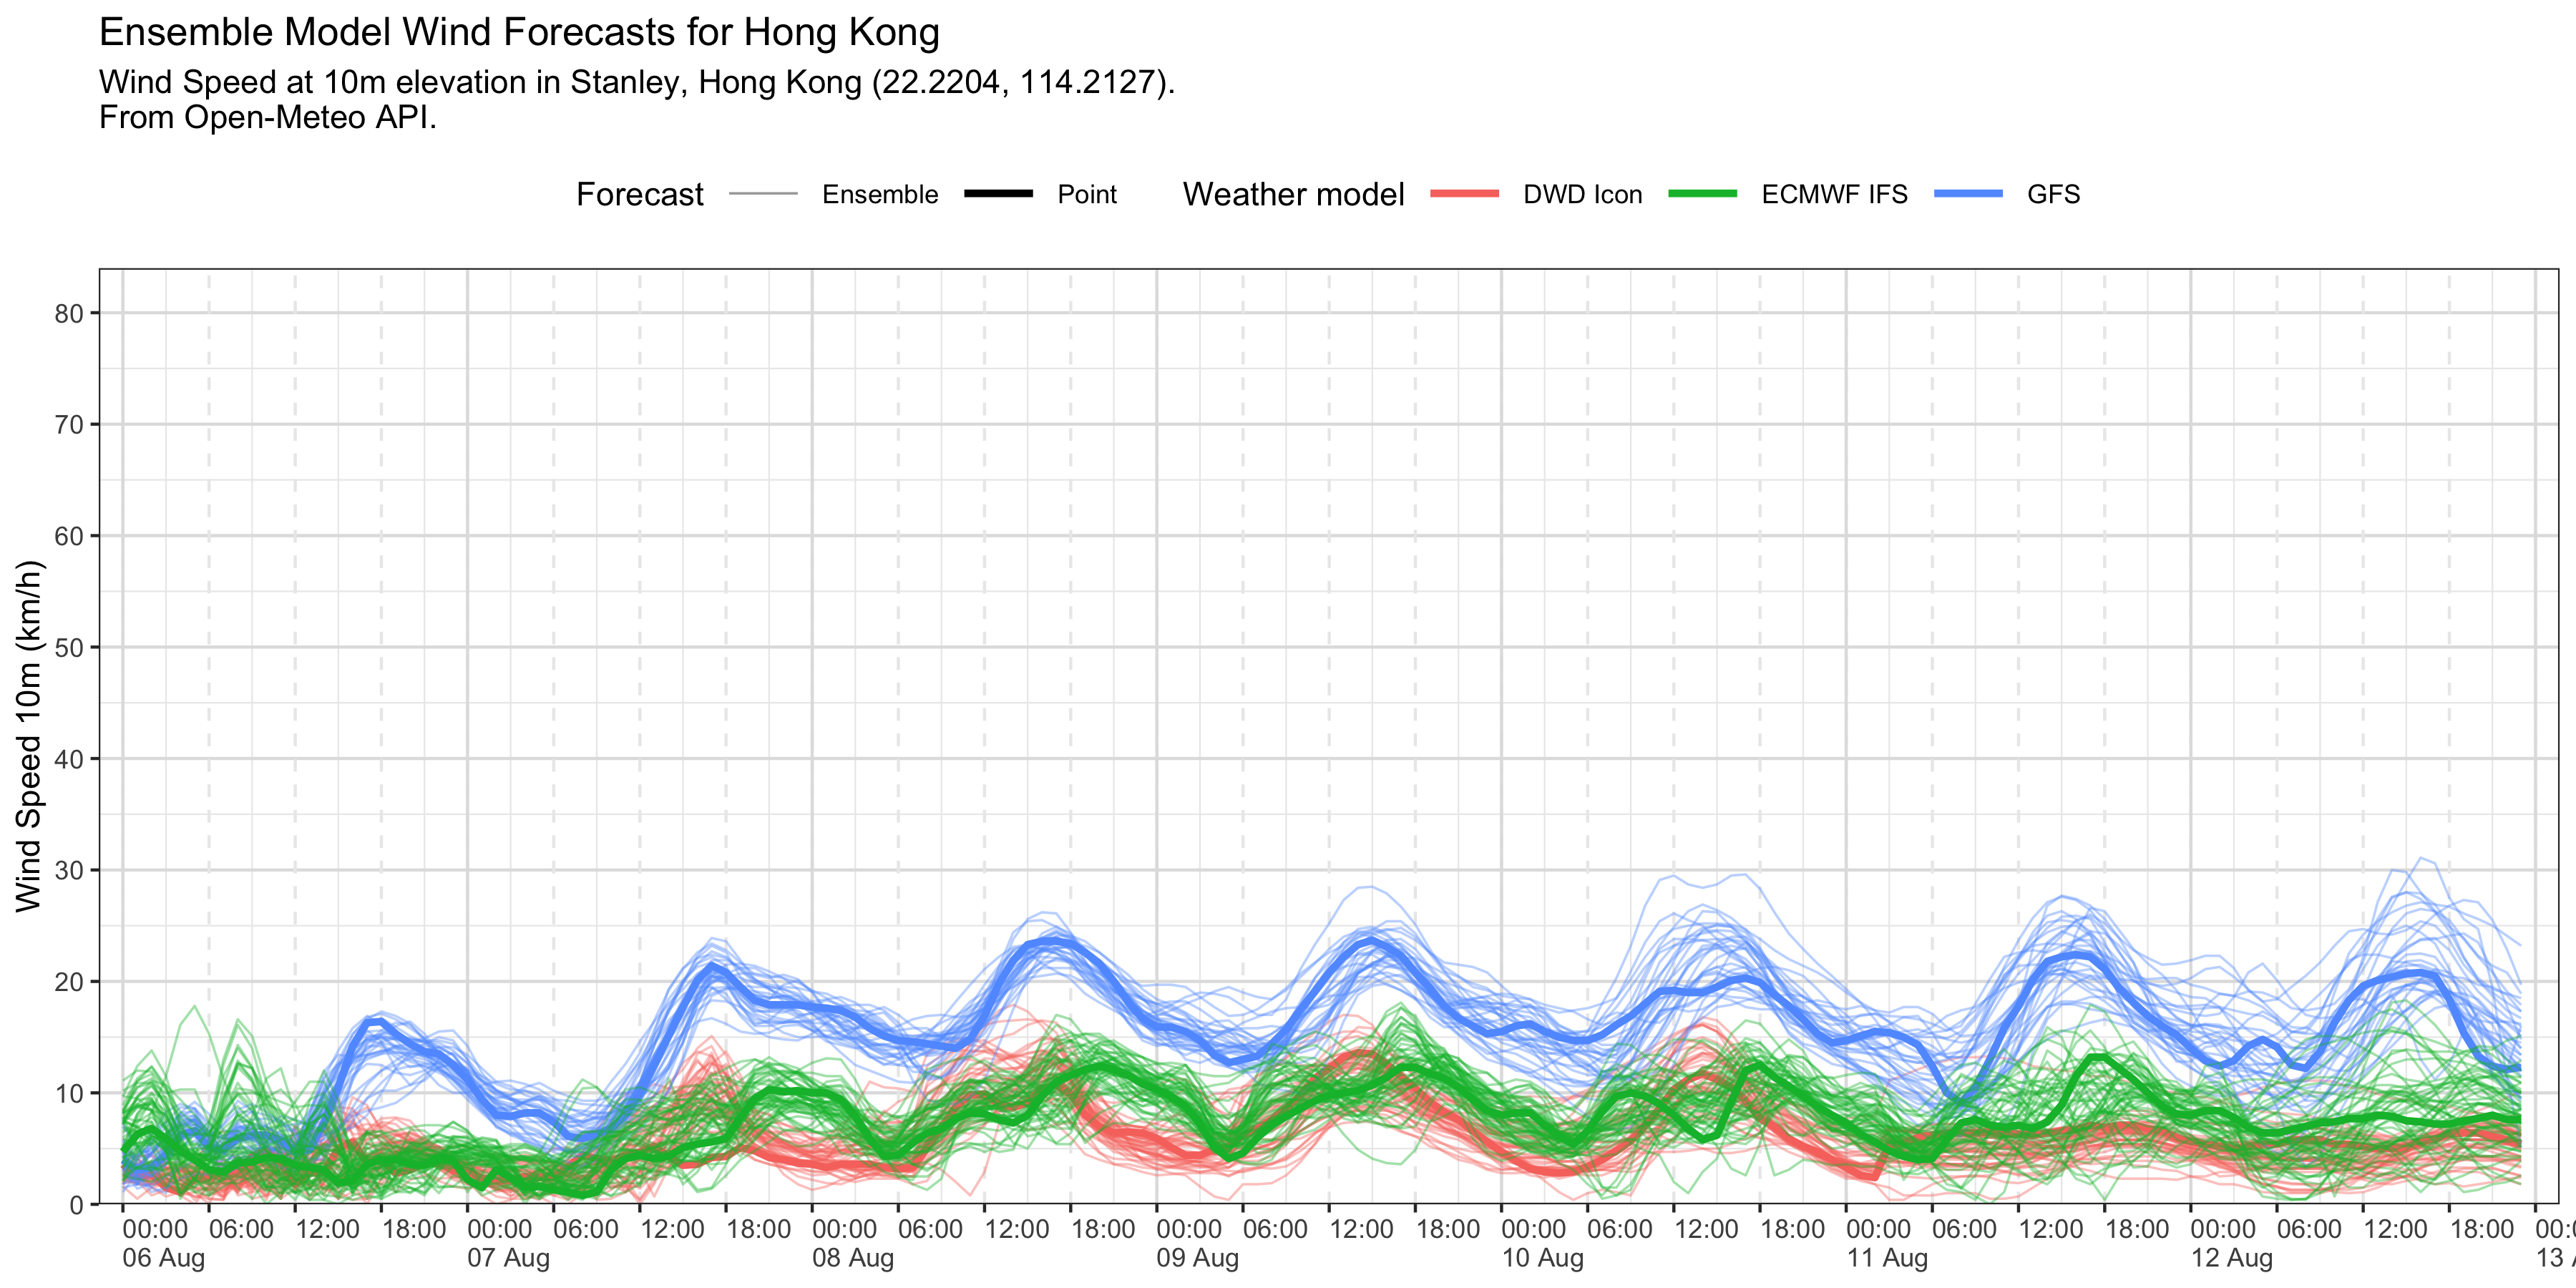 Ensemble Model Wind Forecasts for Hong Kong
Wind Speed at 10m elevation in Stanley, Hong Kong (22.2204, 114.2127).
From Open-Meteo API.
Forecast Ensemble Point Weather model DWD Icon ECMWF IFS GFS
Wind Speed 10m (km/h)
80
70
60
50
40
30
20
10
0
00:00 06:00 12:00 18:00 00:00 06:00 12:00 18:00 00:00 06:00 12:00 18:00 00:00 06:00 12:00 18:00 00:00 06:00 12:00 18:00 00:00 06:00 12:00 18:00 00:00 06:00 12:00 18:00 00:
06 Aug 07 Aug 08 Aug 09 Aug 10 Aug 11 Aug 12 Aug 13